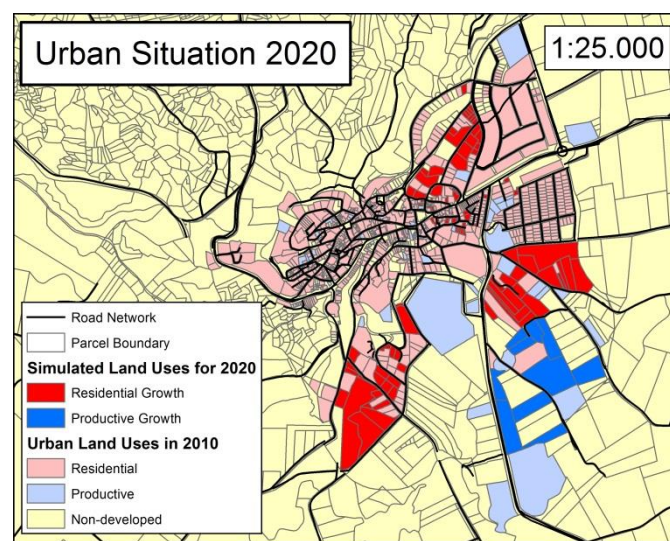 Urban Situation 2020
1:25.000
Road Network
Parcel Boundary
Simulated Land Uses for 2020
Residential Growth
Productive Growth
Urban Land Uses in 2010
Residential
Productive
Non-developed